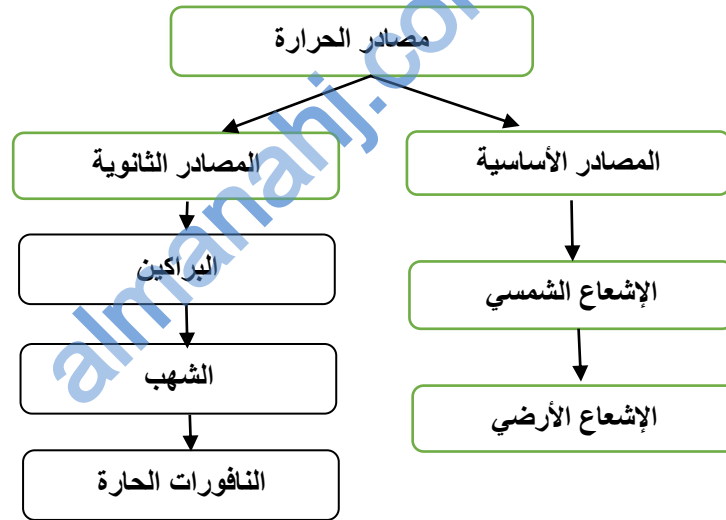 مصادر الحرارة
المصادر الأساسية
المصادر الثانوية
الإشعاع الشمسي
الإشعاع الأرضي
البراكين
الشهب
النافورات الحارة
almanahj.com